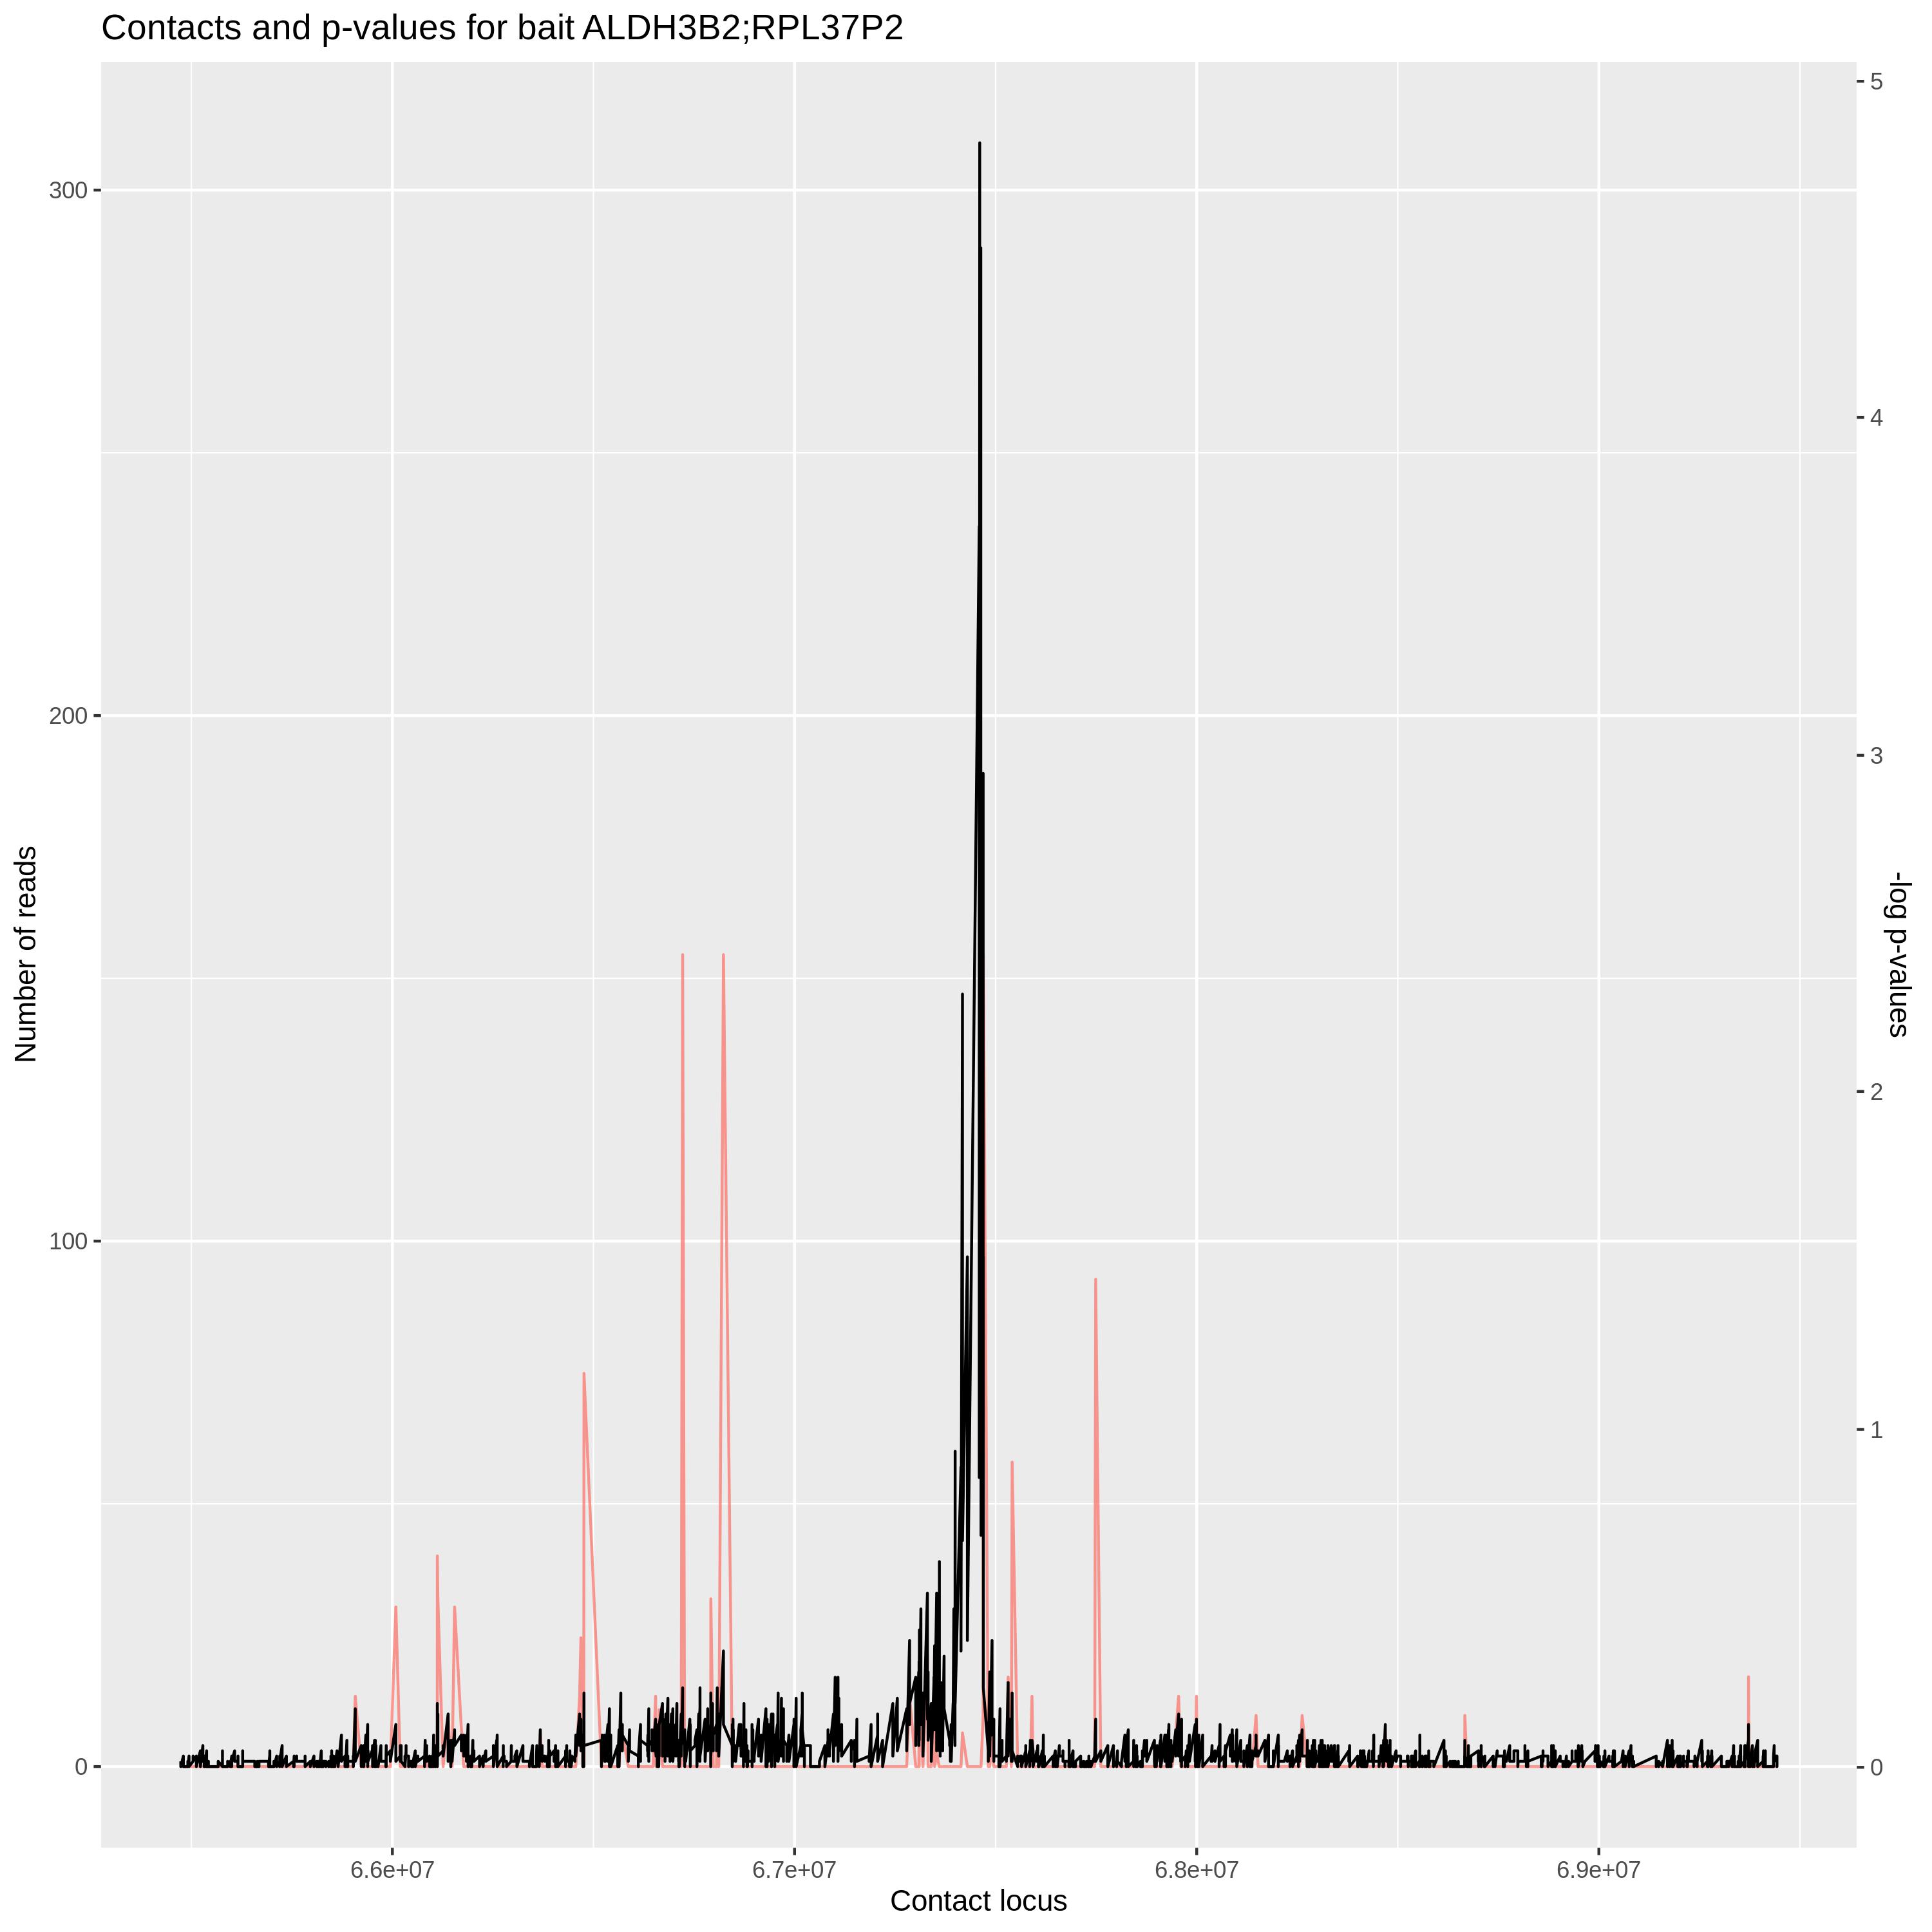 Contacts and p-values for bait ALDH3B2;RPL37P2
5
300
4
200
3
Number of reads
-log p-values
2
100
1
0
0
6.6e+07
6.7e+07
6.8e+07
6.9e+07
Contact locus